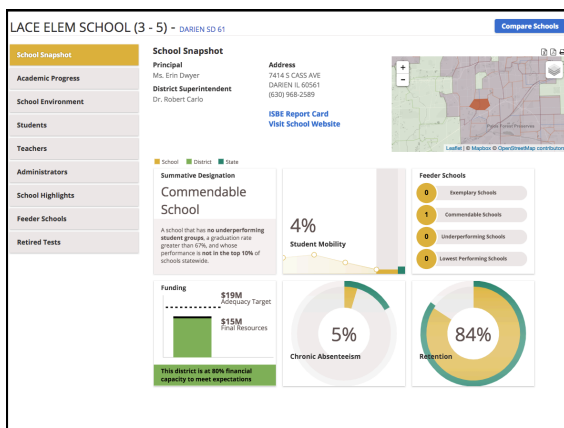 LACE ELEM SCHOOL (3 - 5) - DARIEN SD 61
Compare Schools
School Snapshot
Academic Progress
School Environment
Students
Teachers
Administrators
School Highlights
Feeder Schools
Retired Tests
School Snapshot
Principal
Ms. Erin Dwyer
District Superintendent
Dr. Robert Carlo
Address
7414 S CASS AVE
DARIEN IL 60561
(630) 968-2589
ISBE Report Card
Visit School Website
+
−
Leaflet | © Mapbox © OpenStreetMap contributors
School District State
Summative Designation
Commendable
School
A school that has no underperforming
student groups, a graduation rate
greater than 67%, and whose
performance is not in the top 10% of
schools statewide.
4%
Student Mobility
Feeder Schools
0 Exemplary Schools
1 Commendable Schools
0 Underperforming Schools
0 Lowest Performing Schools
Funding
$19M
Adequacy Target
$15M
Final Resources
This district is at 80% financial
capacity to meet expectations
5%
Chronic Absenteeism
84%
Retention